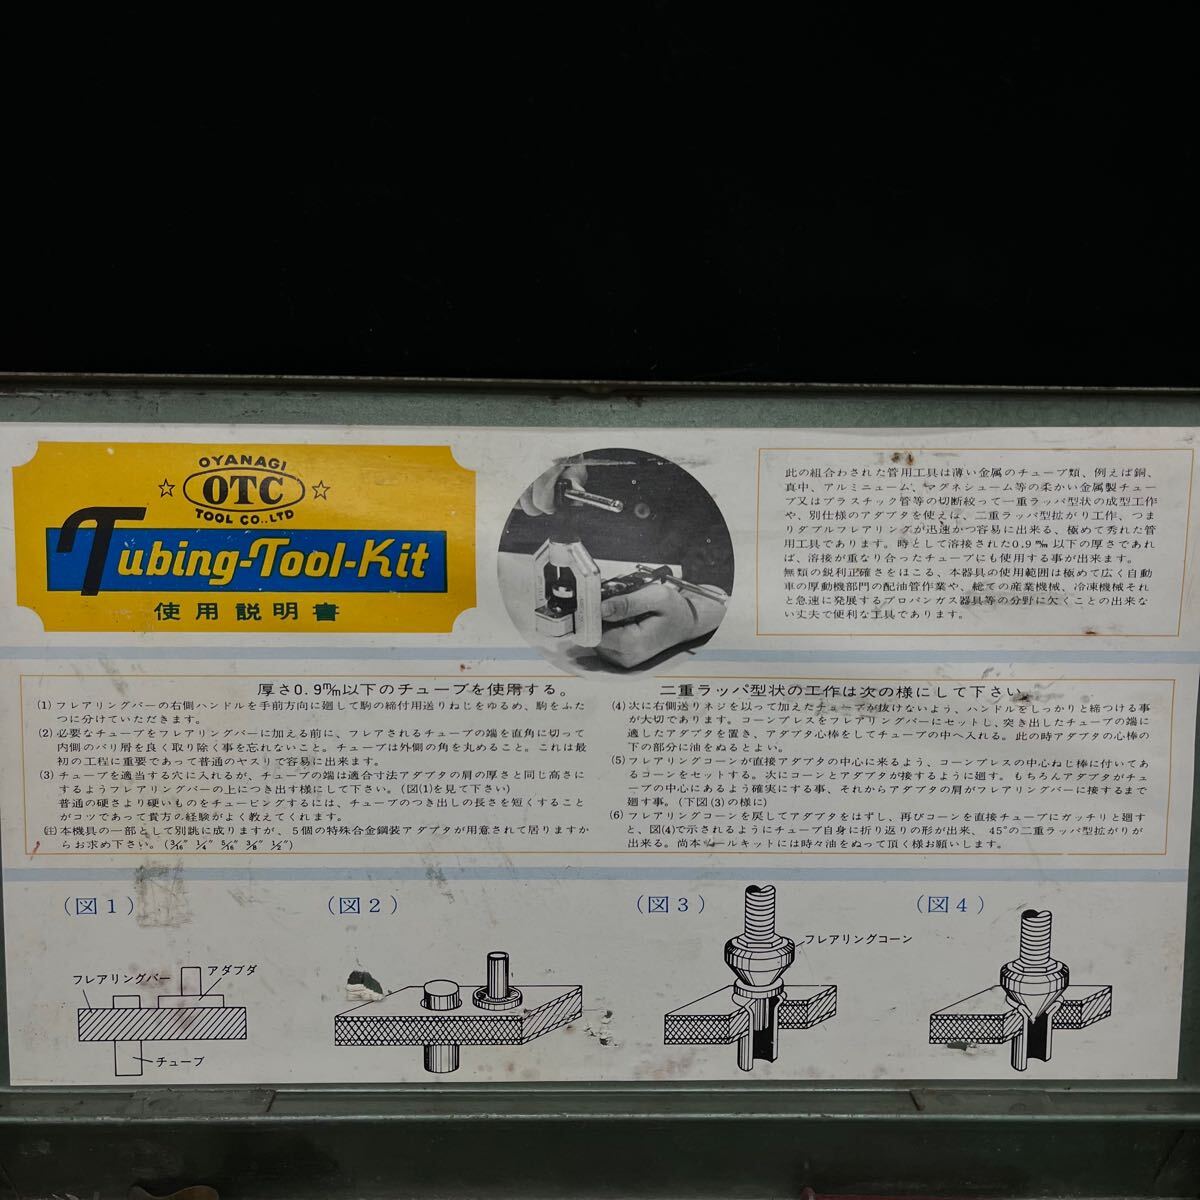 OYANAGI
☆ OTC ☆
TOOL CO.,LTD
Tubing-Tool-Kit
使用説明書
此の組合わされた管用工具は薄い金属のチューブ類、例えば銅、
真中、アルミニューム、マグネシューム等の柔かい金属製チュー
ブ又はプラスチック管等の切断絞って一重ラッパ型状の成型工作
や、別仕様のアダプタを使えば、二重ラッパ型拡がり工作、つま
りダブルフレアリングが迅速かつ容易に出来る、極めて秀れた管
用工具であります。時として溶接された0.9m/m以下の厚さであれ
ば、溶接が重なり合ったチューブにも使用する事が出来ます。
無類の鋭利正確さをほこる、本器具の使用範囲は極めて広く自動
車の厚動機部門の配油管作業や、総ての産業機械、冷凍機械それ
と急速に発展するプロパンガス器具等の分野に欠くことの出来な
い丈夫で便利な工具であります。
厚さ0.9m/m以下のチューブを使用する。
(1) フレアリングバーの右側ハンドルを手前方向に廻して駒の締付用送りねじをゆるめ、駒をふた
つに分けていただきます。
(2) 必要なチューブをフレアリングバーに加える前に、フレアされるチューブの端を直角に切って
内側のバリ屑を良く取り除く事を忘れないこと。チューブは外側の角を丸めること。これは最
初の工程に重要であって普通のヤスリで容易に出来ます。
(3) チューブを適当する穴に入れるが、チューブの端は適合寸法アダプタの肩の厚さと同じ高さに
するようフレアリングバーの上につき出す様にして下さい。(図(1)を見て下さい)
普通の硬さより硬いものをチュービングするには、チューブのつき出しの長さを短くすること
がコツであって貴方の経験がよく教えてくれます。
(注) 本機具の一部として別眺に成りますが、5個の特殊合金鋼装アダプタが用意されて居りますか
らお求め下さい。(3/16″ 1/4″ 5/16″ 3/8″ 1/2″)
二重ラッパ型状の工作は次の様にして下さい
(4) 次に右側送りネジを以って加えたチューブが抜けないよう、ハンドルをしっかりと締つける事
が大切であります。コーンプレスをフレアリングバーにセットし、突き出したチューブの端に
適したアダプタを置き、アダプタ心棒をしてチューブの中へ入れる。此の時アダプタの心棒の
下の部分に油をぬるとよい。
(5) フレアリングコーンが直接アダプタの中心に来るよう、コーンプレスの中心ねじ棒に付いてあ
るコーンをセットする。次にコーンとアダプタが接するように廻す。もちろんアダプタがチュ
ーブの中心にあるよう確実にする事、それからアダプタの肩がフレアリングバーに接するまで
廻す事。(下図(3)の様に)
(6) フレアリングコーンを戻してアダプタをはずし、再びコーンを直接チューブにガッチリと廻す
と、図(4)で示されるようにチューブ自身に折り返りの形が出来、45°の二重ラッパ型拡がりが
出来る。尚本ツールキットには時々油をぬって頂く様お願いします。
(図1)
フレアリングバー
アダプダ
チューブ
(図2)
(図3)
フレアリングコーン
(図4)